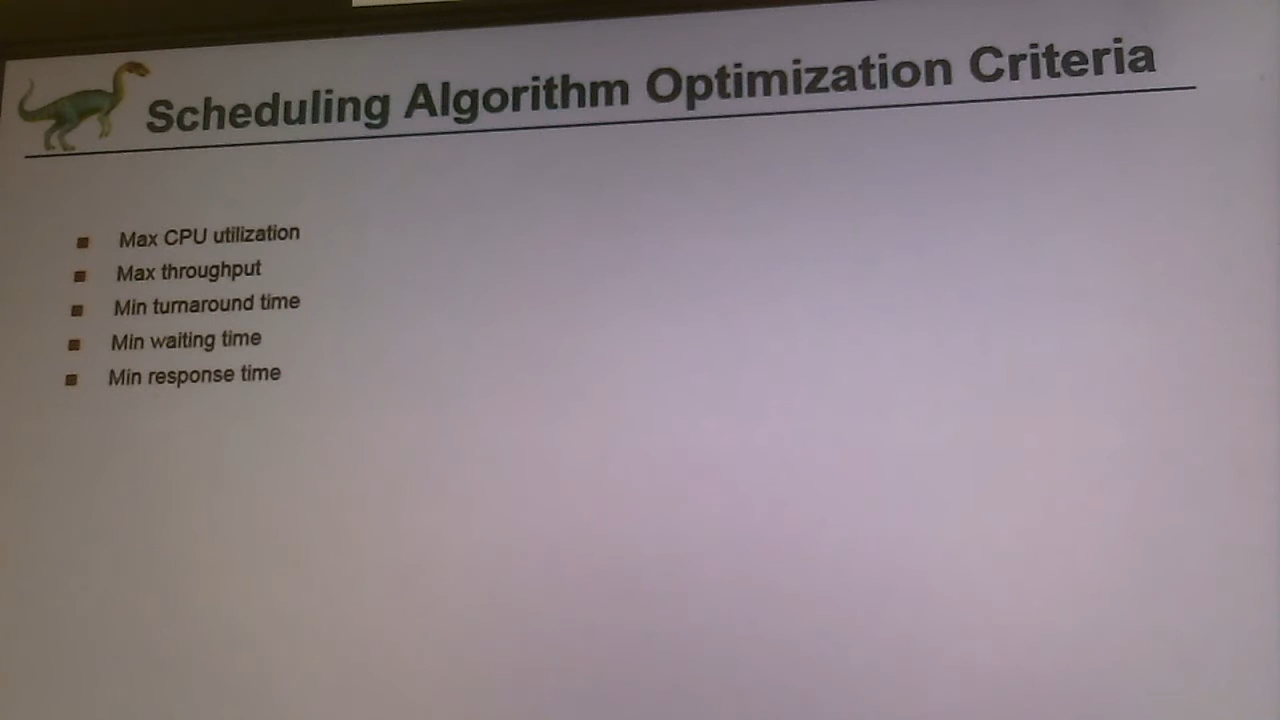 Scheduling Algorithm Optimization Criteria
Max CPU utilization
Max throughput
Min turnaround time
Min waiting time
Min response time